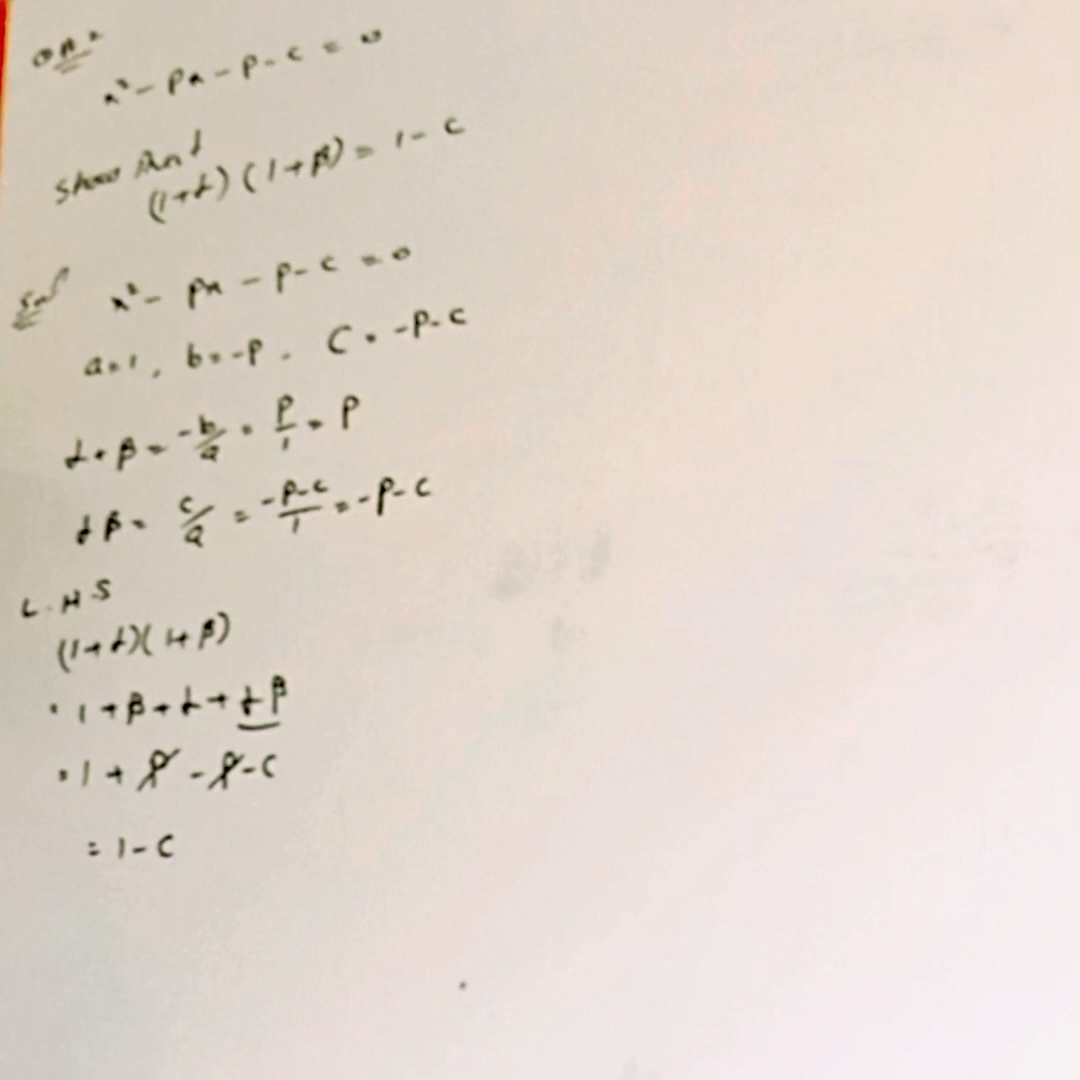 x² - px - p - c = 0
Show that
(1+α) (1+β) = 1 - c
Sol
x² - px - p - c = 0
a=1, b=-p, C = -p-c
α+β = -b/a = p/1 = p
αβ = c/a = -p-c/1 = -p-c
L.H.S
(1+α)(1+β)
= 1+β+α+αβ
= 1 + p - p - c
= 1-c